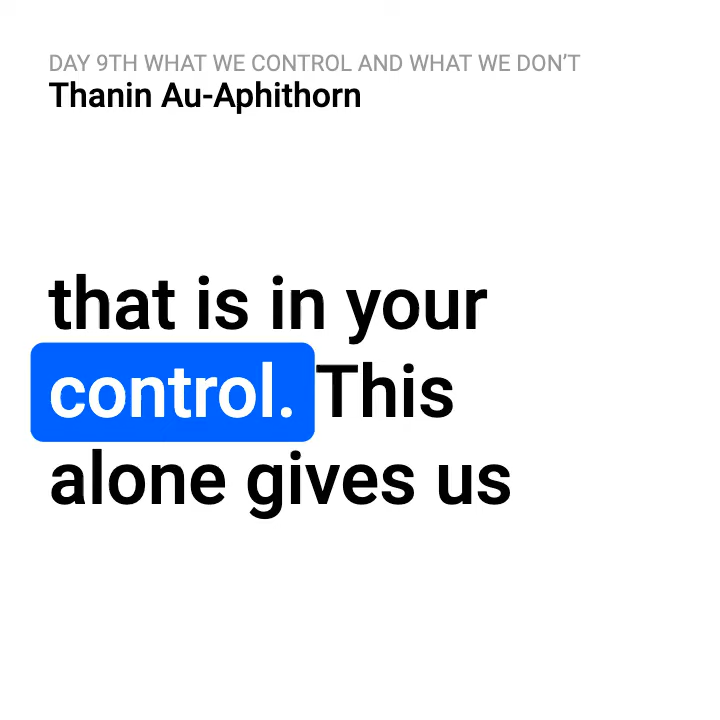 DAY 9TH WHAT WE CONTROL AND WHAT WE DON’T
Thanin Au-Aphithorn
that is in your
control. This
alone gives us